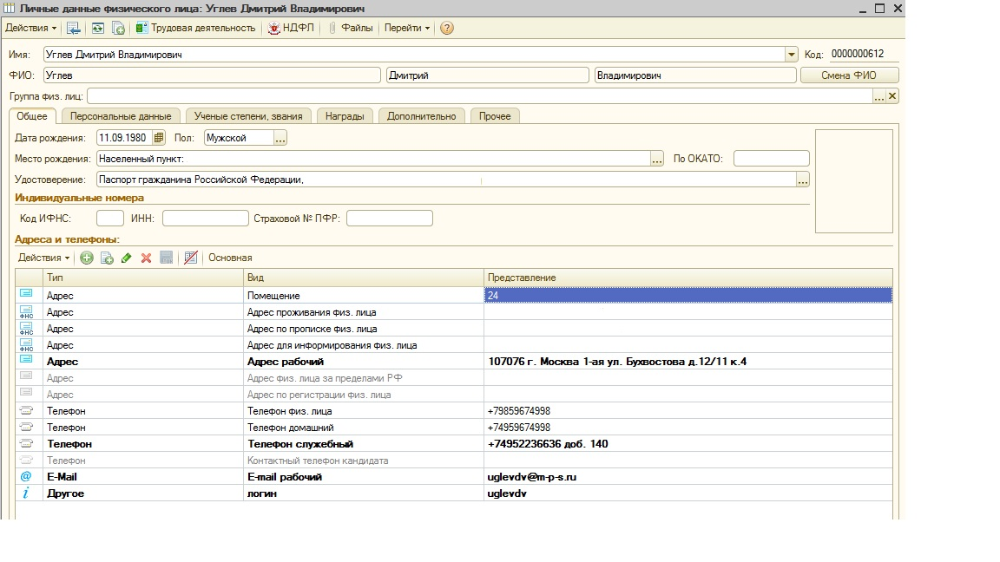 Личные данные физического лица: Углев Дмитрий Владимирович
Действия Трудовая деятельность НДФЛ Файлы Перейти ?
Имя: Углев Дмитрий Владимирович Код: 0000000612
ФИО: Углев Дмитрий Владимирович Смена ФИО
Группа физ. лиц: ...
Общее Персональные данные Ученые степени, звания Награды Дополнительно Прочее
Дата рождения: 11.09.1980 Пол: Мужской ...
Место рождения: Населенный пункт: ... По ОКАТО:
Удостоверение: Паспорт гражданина Российской Федерации, ...
Индивидуальные номера
Код ИФНС: ИНН: Страховой № ПФР:
Адреса и телефоны:
Действия Основная
Тип Вид Представление
Адрес Помещение 24
ФНС Адрес Адрес проживания физ. лица
ФНС Адрес Адрес по прописке физ. лица
ФНС Адрес Адрес для информирования физ. лица
Адрес Адрес рабочий 107076 г. Москва 1-ая ул. Бухвостова д.12/11 к.4
Адрес Адрес физ. лица за пределами РФ
Адрес Адрес по регистрации физ. лица
Телефон Телефон физ. лица +79859674998
Телефон Телефон домашний +74959674998
Телефон Телефон служебный +74952236636 доб. 140
Телефон Контактный телефон кандидата
@ E-Mail E-mail рабочий uglevdv@m-p-s.ru
i Другое логин uglevdv